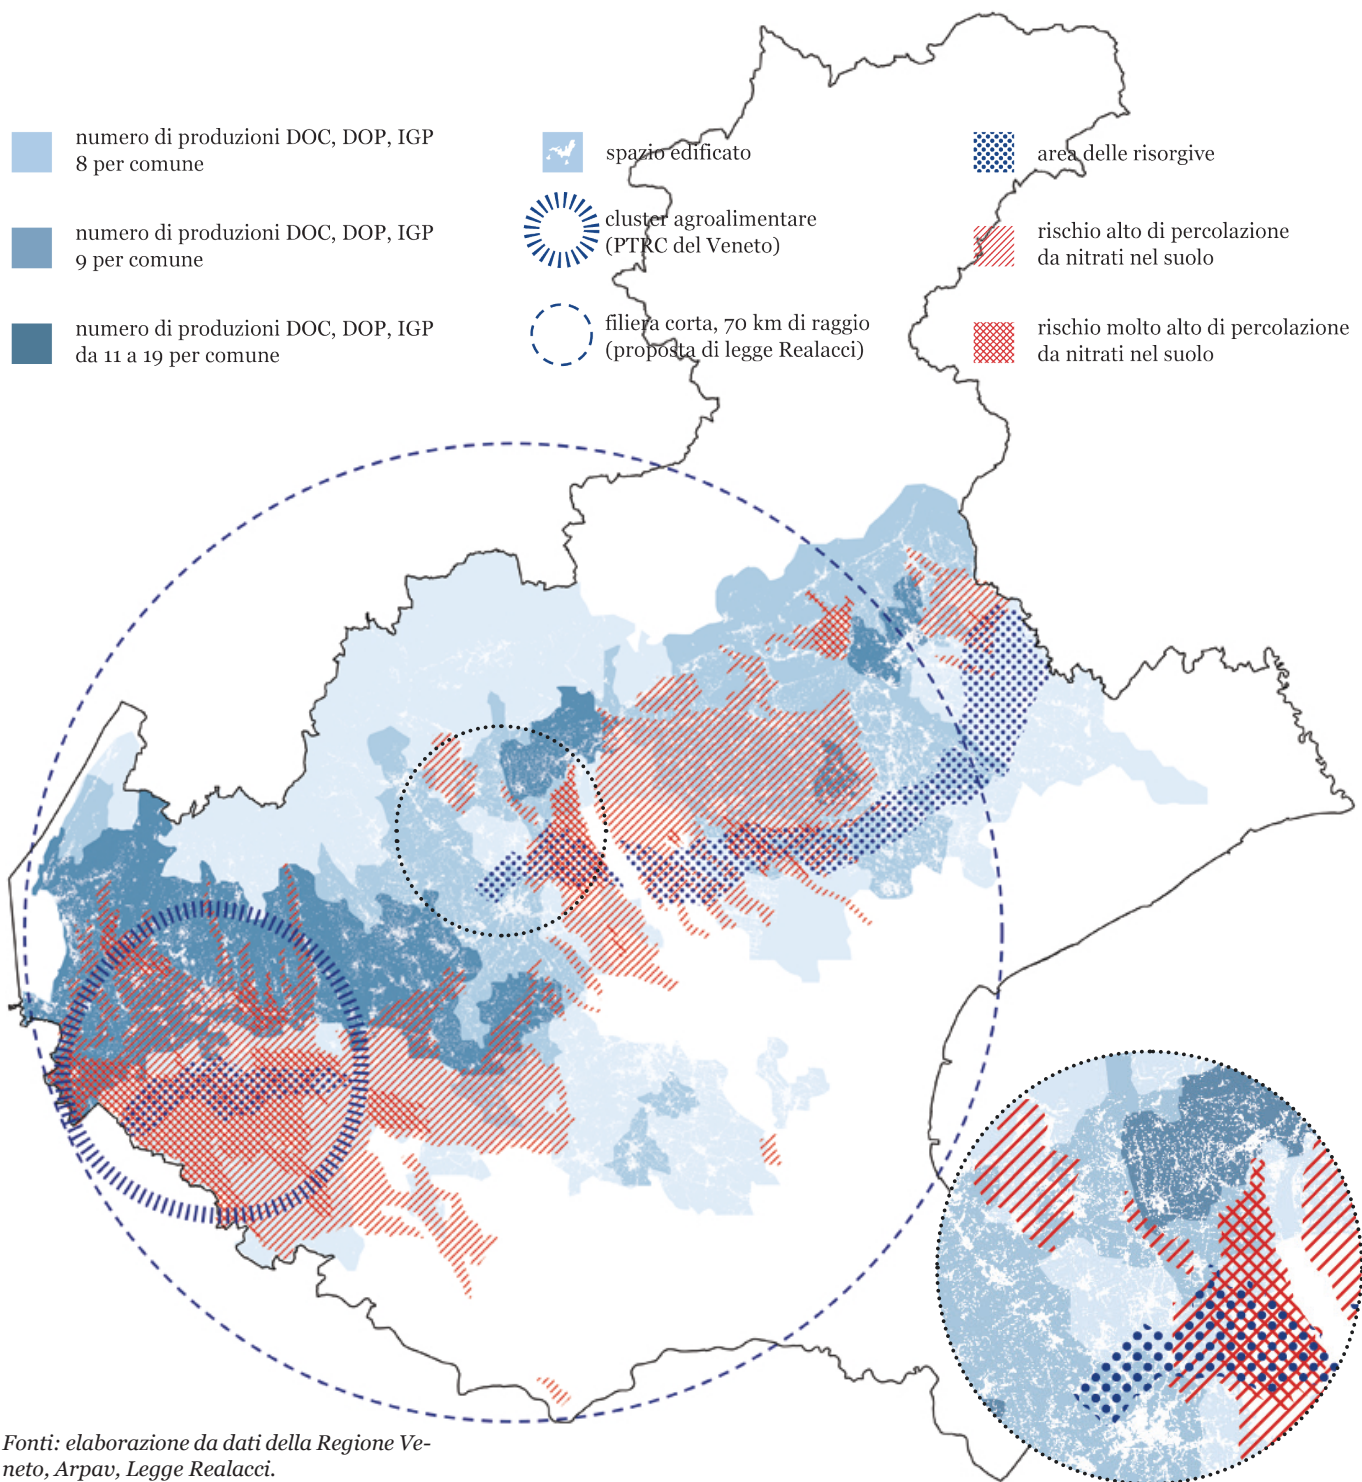 numero di produzioni DOC, DOP, IGP
8 per comune
numero di produzioni DOC, DOP, IGP
9 per comune
numero di produzioni DOC, DOP, IGP
da 11 a 19 per comune
spazio edificato
cluster agroalimentare
(PTRC del Veneto)
filiera corta, 70 km di raggio
(proposta di legge Realacci)
area delle risorgive
rischio alto di percolazione
da nitrati nel suolo
rischio molto alto di percolazione
da nitrati nel suolo
Fonti: elaborazione da dati della Regione Ve-
neto, Arpav, Legge Realacci.